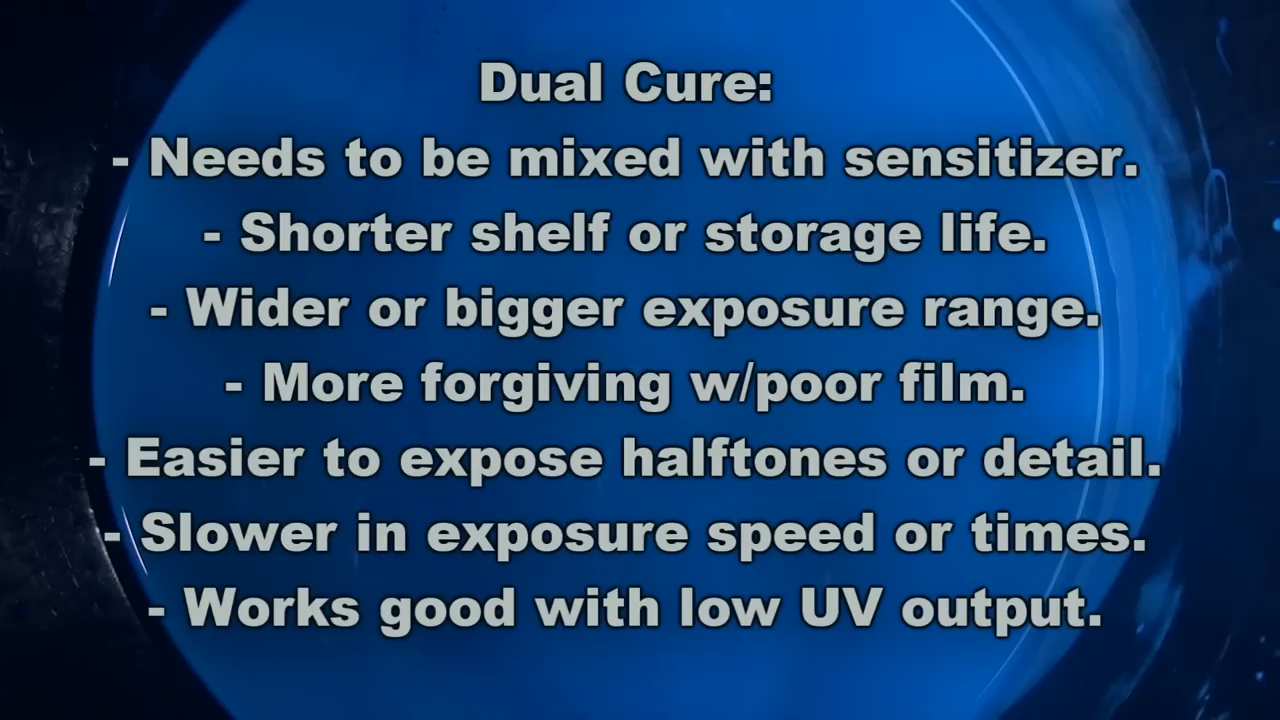 Dual Cure:
- Needs to be mixed with sensitizer.
- Shorter shelf or storage life.
- Wider or bigger exposure range.
- More forgiving w/poor film.
- Easier to expose halftones or detail.
- Slower in exposure speed or times.
- Works good with low UV output.